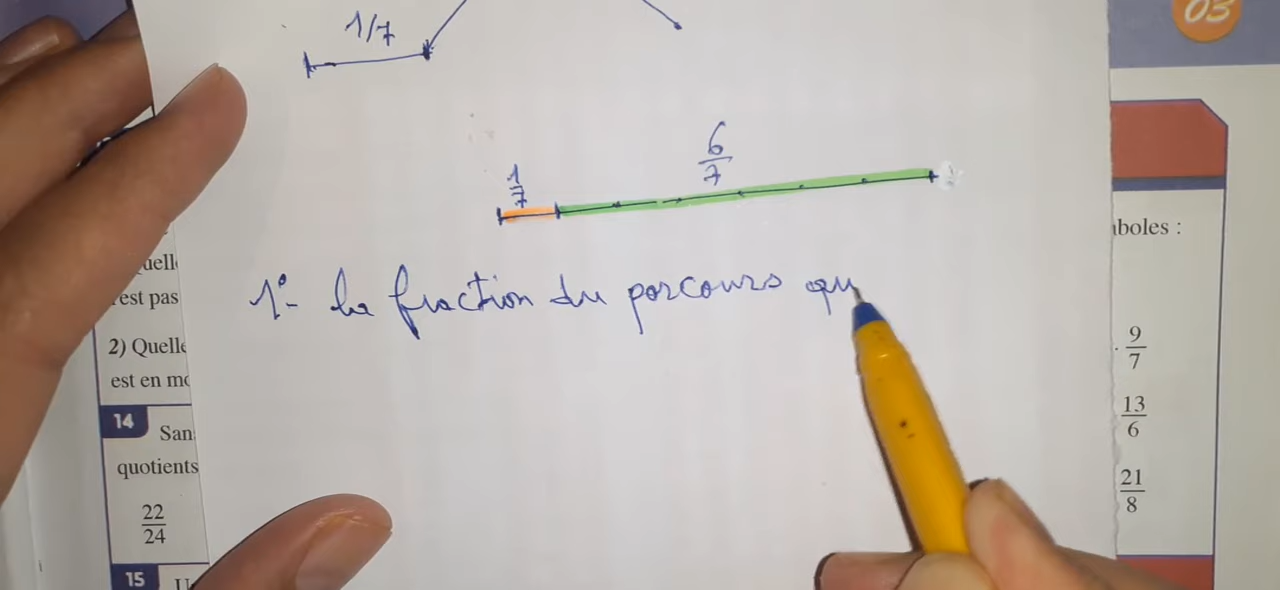 03
1/7
1/7
6/7
1°- la fraction du parcours qu
boles :
est pas
2) Quelle
est en mo
14 San
quotients
22/24
15
9/7
13/6
21/8